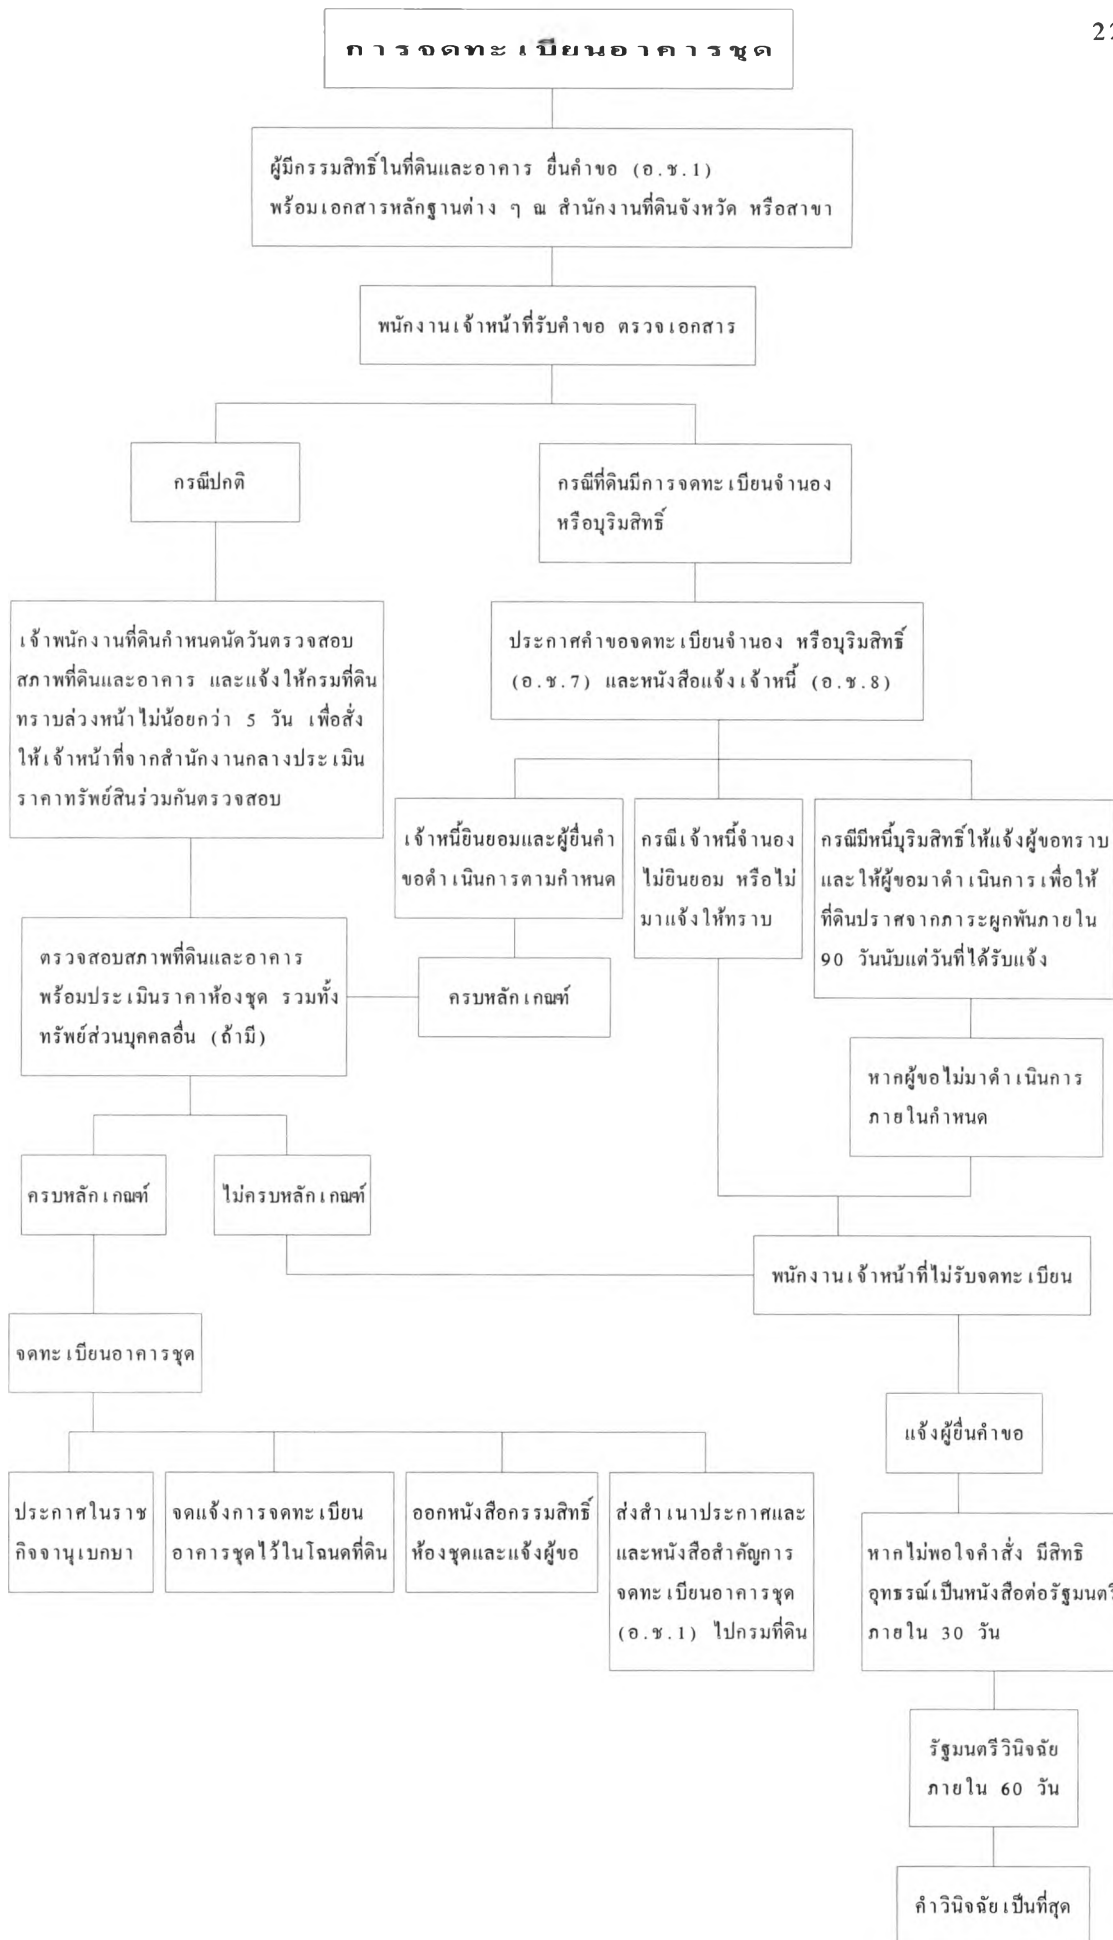 22
การจดทะเบียนอาคารชุด
ผู้มีกรรมสิทธิ์ในที่ดินและอาคาร ยื่นคำขอ (อ.ช.1)
พร้อมเอกสารหลักฐานต่าง ๆ ณ สำนักงานที่ดินจังหวัด หรือสาขา
พนักงานเจ้าหน้าที่รับคำขอ ตรวจเอกสาร
กรณีปกติ
กรณีที่ดินมีการจดทะเบียนจำนอง
หรือบุริมสิทธิ์
เจ้าพนักงานที่ดินกำหนดนัดวันตรวจสอบ
สภาพที่ดินและอาคาร และแจ้งให้กรมที่ดิน
ทราบล่วงหน้าไม่น้อยกว่า 5 วัน เพื่อสั่ง
ให้เจ้าหน้าที่จากสำนักงานกลางประเมิน
ราคาทรัพย์สินร่วมกันตรวจสอบ
ประกาศคำขอจดทะเบียนจำนอง หรือบุริมสิทธิ์
(อ.ช.7) และหนังสือแจ้งเจ้าหนี้ (อ.ช.8)
เจ้าหนี้ยินยอมและผู้ยื่นคำ
ขอดำเนินการตามกำหนด
กรณีเจ้าหนี้จำนอง
ไม่ยินยอม หรือไม่
มาแจ้งให้ทราบ
กรณีมีหนี้บุริมสิทธิ์ให้แจ้งผู้ขอทราบ
และให้ผู้ขอมาดำเนินการเพื่อให้
ที่ดินปราศจากภาระผูกพันภายใน
90 วันนับแต่วันที่ได้รับแจ้ง
ตรวจสอบสภาพที่ดินและอาคาร
พร้อมประเมินราคาห้องชุด รวมทั้ง
ทรัพย์ส่วนบุคคลอื่น (ถ้ามี)
ครบหลักเกณฑ์
หากผู้ขอไม่มาดำเนินการ
ภายในกำหนด
ครบหลักเกณฑ์
ไม่ครบหลักเกณฑ์
พนักงานเจ้าหน้าที่ไม่รับจดทะเบียน
จดทะเบียนอาคารชุด
แจ้งผู้ยื่นคำขอ
ประกาศในราช
กิจจานุเบกษา
จดแจ้งการจดทะเบียน
อาคารชุดไว้ในโฉนดที่ดิน
ออกหนังสือกรรมสิทธิ์
ห้องชุดและแจ้งผู้ขอ
ส่งสำเนาประกาศและ
และหนังสือสำคัญการ
จดทะเบียนอาคารชุด
(อ.ช.1) ไปกรมที่ดิน
หากไม่พอใจคำสั่ง มีสิทธิ
อุทธรณ์เป็นหนังสือต่อรัฐมนตรี
ภายใน 30 วัน
รัฐมนตรีวินิจฉัย
ภายใน 60 วัน
คำวินิจฉัยเป็นที่สุด